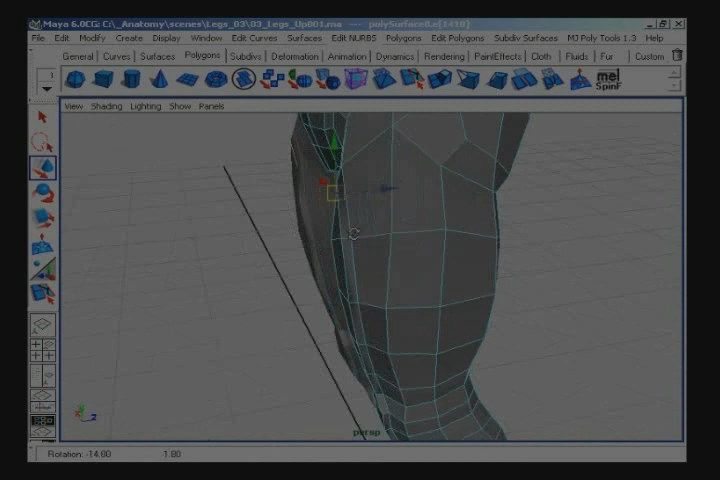 Maya 6.0CG: C:\_Anatomy\scenes\Legs_03\03_Legs_Up001.ma --- polySurface8.e[1410]
File Edit Modify Create Display Window Edit Curves Surfaces Edit NURBS Polygons Edit Polygons Subdiv Surfaces MJ Poly Tools 1.3 Help
General Curves Surfaces Polygons Subdivs Deformation Animation Dynamics Rendering PaintEffects Cloth Fluids Fur Custom
1
mel
SpinF
View Shading Lighting Show Panels
persp
Rotation: -14.80 -1.80